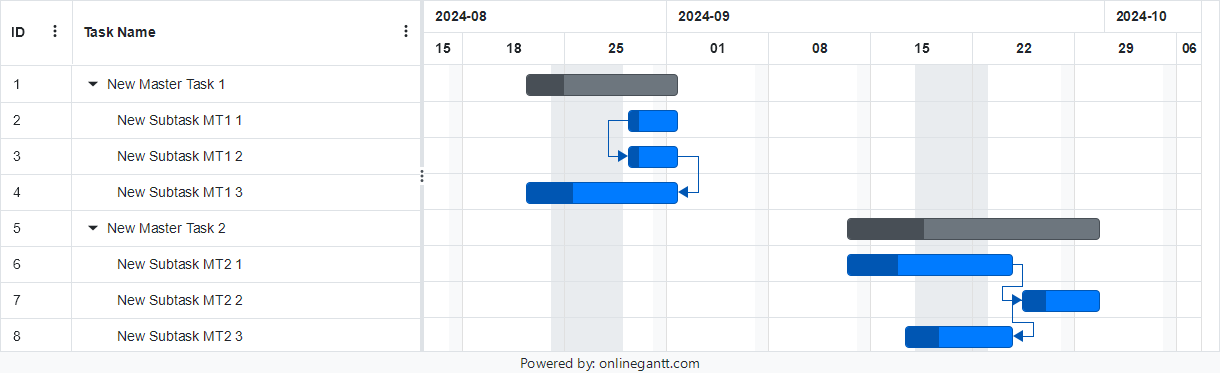 2024-08 2024-09 2024-10
ID Task Name
15 18 25 01 08 15 22 29 06
1 New Master Task 1
2 New Subtask MT1 1
3 New Subtask MT1 2
4 New Subtask MT1 3
5 New Master Task 2
6 New Subtask MT2 1
7 New Subtask MT2 2
8 New Subtask MT2 3
Powered by: onlinegantt.com